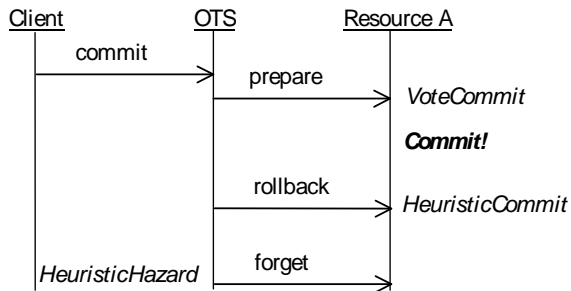 Client OTS Resource A
commit
prepare
VoteCommit
Commit!
rollback
HeuristicCommit
HeuristicHazard forget